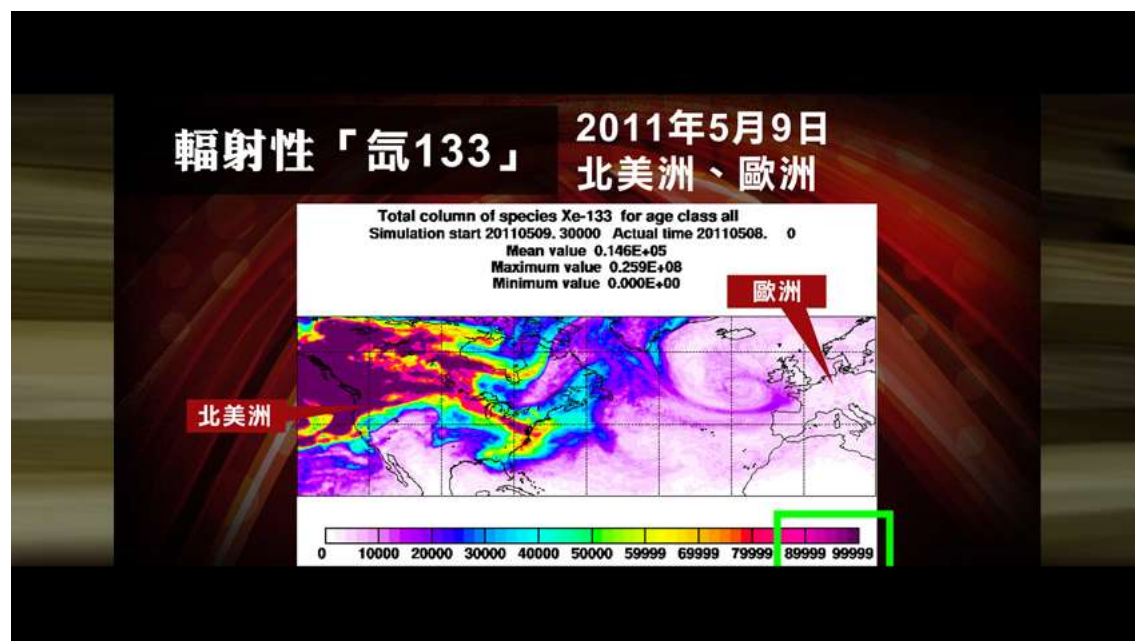 輻射性「氙133」
2011年5月9日
北美洲、歐洲
Total column of species Xe-133 for age class all
Simulation start 20110509. 30000 Actual time 20110508. 0
Mean value 0.146E+05
Maximum value 0.259E+08
Minimum value 0.000E+00
歐洲
北美洲
0 10000 20000 30000 40000 50000 59999 69999 79999 89999 99999